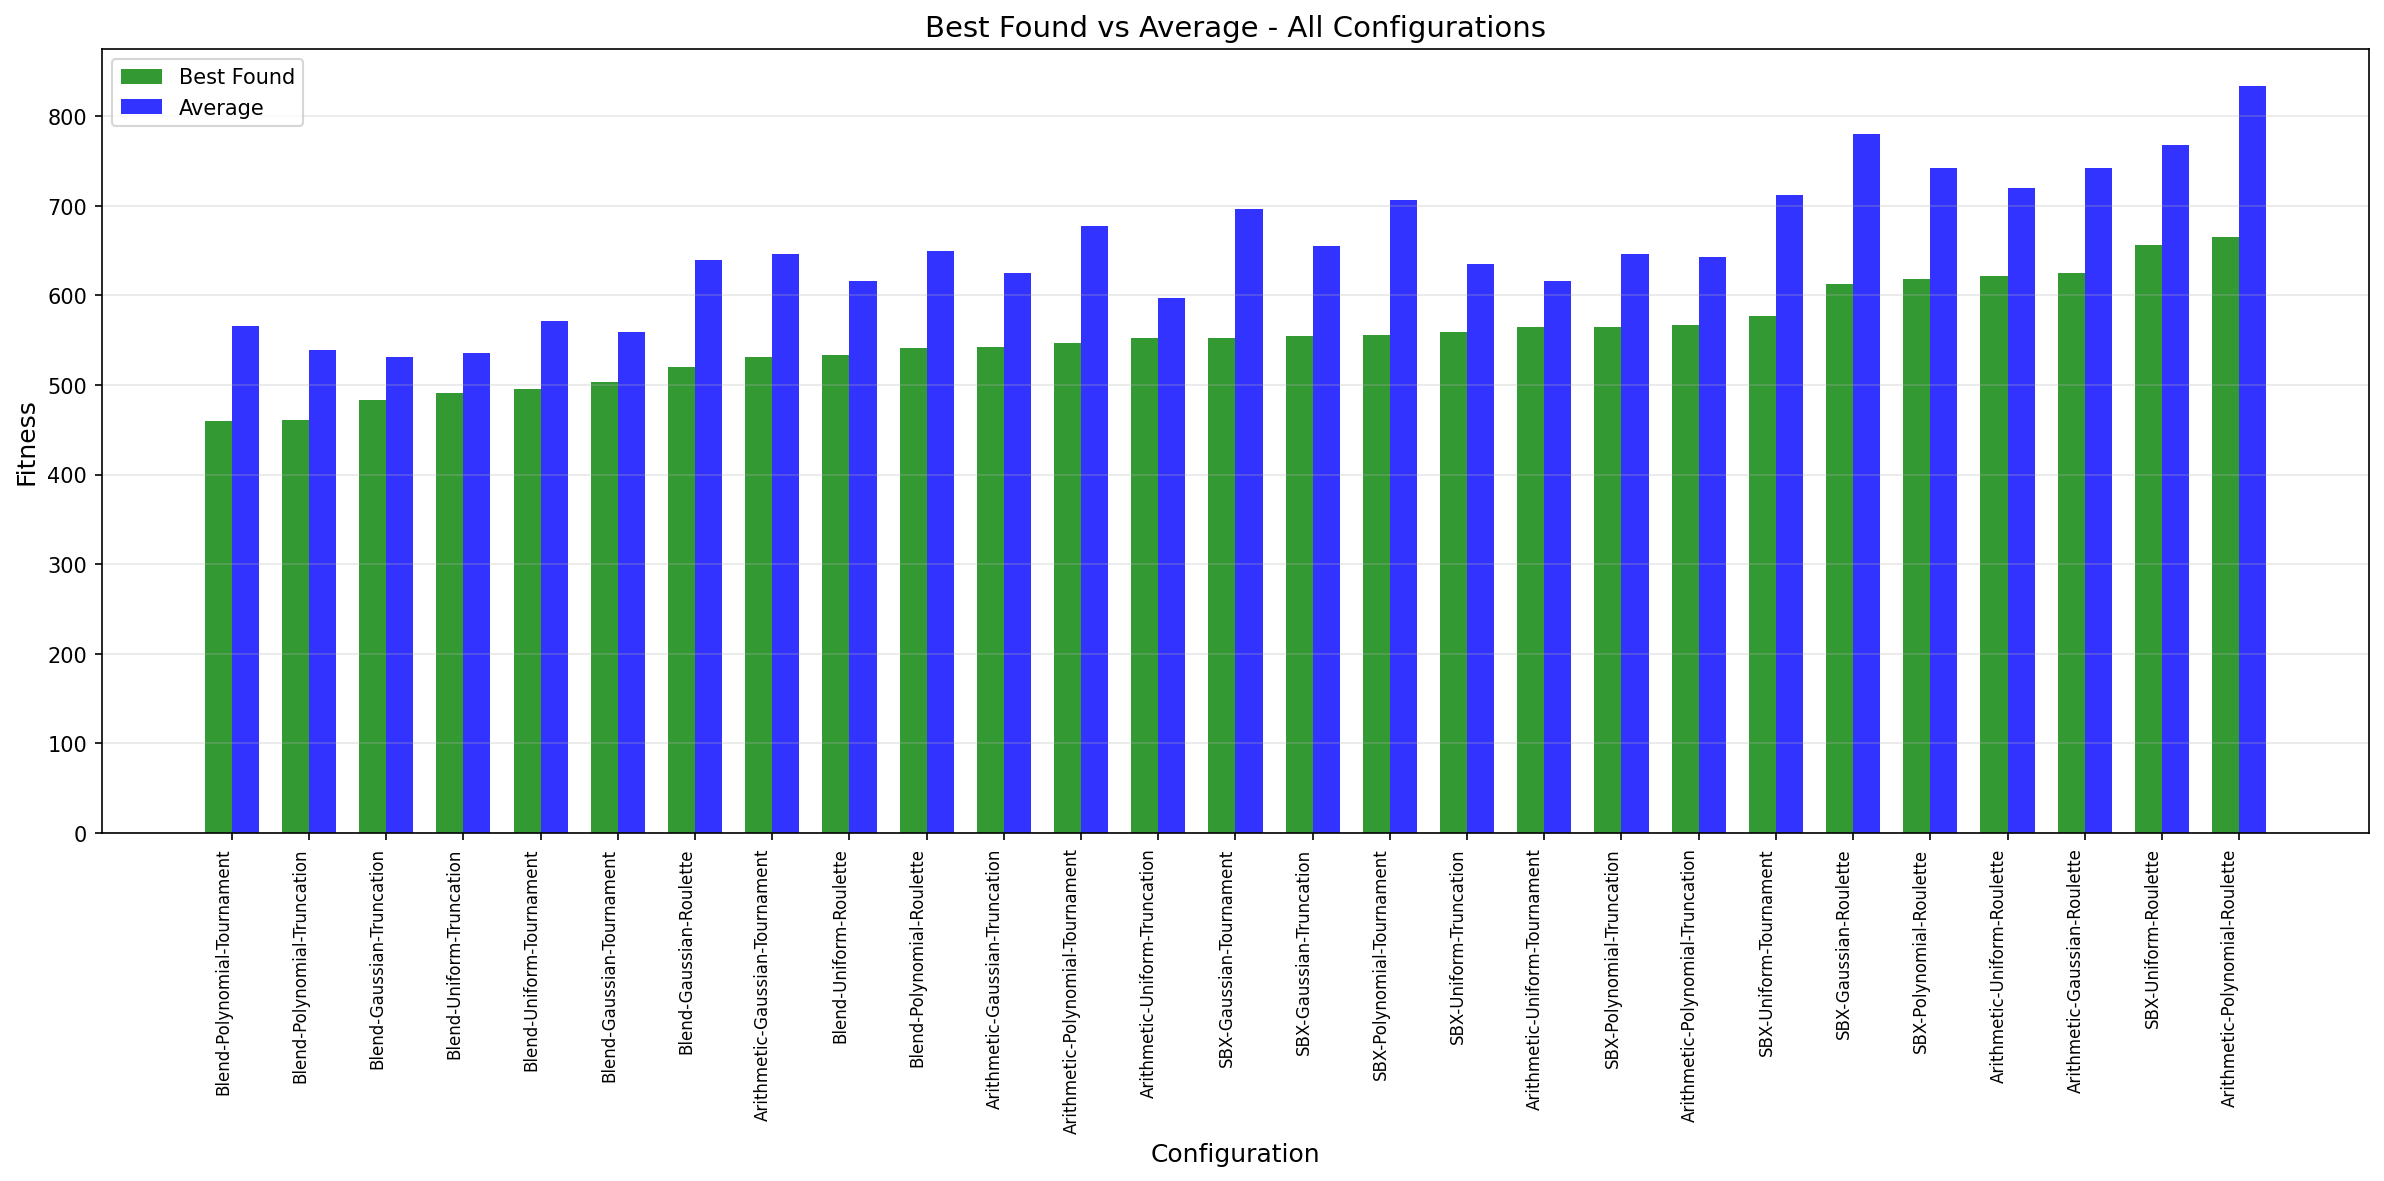 Best Found vs Average - All Configurations
Best Found
Average
Fitness
800
700
600
500
400
300
200
100
0
Blend-Polynomial-Tournament
Blend-Polynomial-Truncation
Blend-Gaussian-Truncation
Blend-Uniform-Truncation
Blend-Uniform-Tournament
Blend-Gaussian-Tournament
Blend-Gaussian-Roulette
Arithmetic-Gaussian-Tournament
Blend-Uniform-Roulette
Blend-Polynomial-Roulette
Arithmetic-Gaussian-Truncation
Arithmetic-Polynomial-Tournament
Arithmetic-Uniform-Truncation
SBX-Gaussian-Tournament
SBX-Gaussian-Truncation
SBX-Polynomial-Tournament
SBX-Uniform-Truncation
Arithmetic-Uniform-Tournament
SBX-Polynomial-Truncation
Arithmetic-Polynomial-Truncation
SBX-Uniform-Tournament
SBX-Gaussian-Roulette
SBX-Polynomial-Roulette
Arithmetic-Uniform-Roulette
Arithmetic-Gaussian-Roulette
SBX-Uniform-Roulette
Arithmetic-Polynomial-Roulette
Configuration